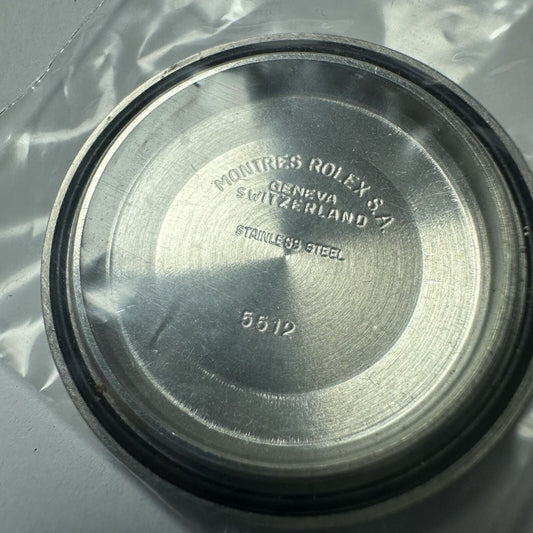 MONTRES ROLEX S.A.
GENEVA
SWITZERLAND
STAINLESS STEEL
5512